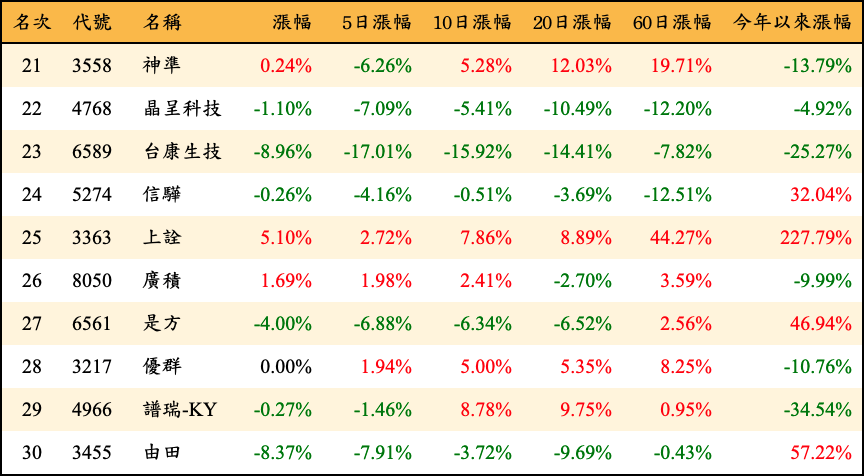 名次 代號 名稱 漲幅 5日漲幅 10日漲幅 20日漲幅 60日漲幅 今年以來漲幅
21 3558 神準 0.24% -6.26% 5.28% 12.03% 19.71% -13.79%
22 4768 晶呈科技 -1.10% -7.09% -5.41% -10.49% -12.20% -4.92%
23 6589 台康生技 -8.96% -17.01% -15.92% -14.41% -7.82% -25.27%
24 5274 信驊 -0.26% -4.16% -0.51% -3.69% -12.51% 32.04%
25 3363 上詮 5.10% 2.72% 7.86% 8.89% 44.27% 227.79%
26 8050 廣積 1.69% 1.98% 2.41% -2.70% 3.59% -9.99%
27 6561 是方 -4.00% -6.88% -6.34% -6.52% 2.56% 46.94%
28 3217 優群 0.00% 1.94% 5.00% 5.35% 8.25% -10.76%
29 4966 譜瑞-KY -0.27% -1.46% 8.78% 9.75% 0.95% -34.54%
30 3455 由田 -8.37% -7.91% -3.72% -9.69% -0.43% 57.22%